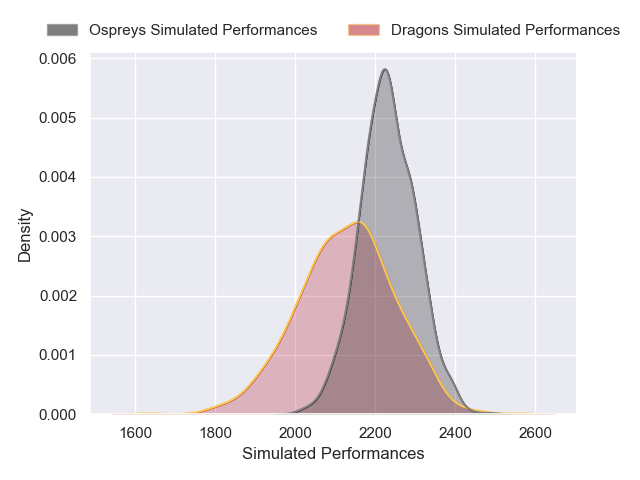 Ospreys Simulated Performances Dragons Simulated Performances
0.006
0.005
0.004
0.003
0.002
0.001
0.000
Density
1600 1800 2000 2200 2400 2600
Simulated Performances